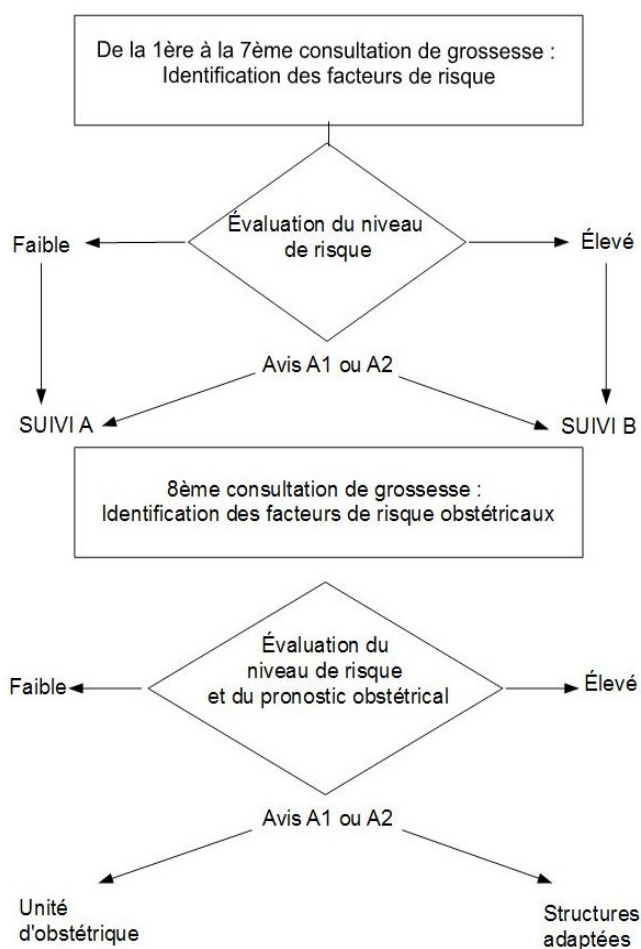 De la 1ère à la 7ème consultation de grossesse :
Identification des facteurs de risque
Évaluation du niveau
de risque
Faible
Élevé
Avis A1 ou A2
SUIVI A
SUIVI B
8ème consultation de grossesse :
Identification des facteurs de risque obstétricaux
Évaluation du
niveau de risque
et du pronostic obstétrical
Faible
Élevé
Avis A1 ou A2
Unité
d'obstétrique
Structures
adaptées